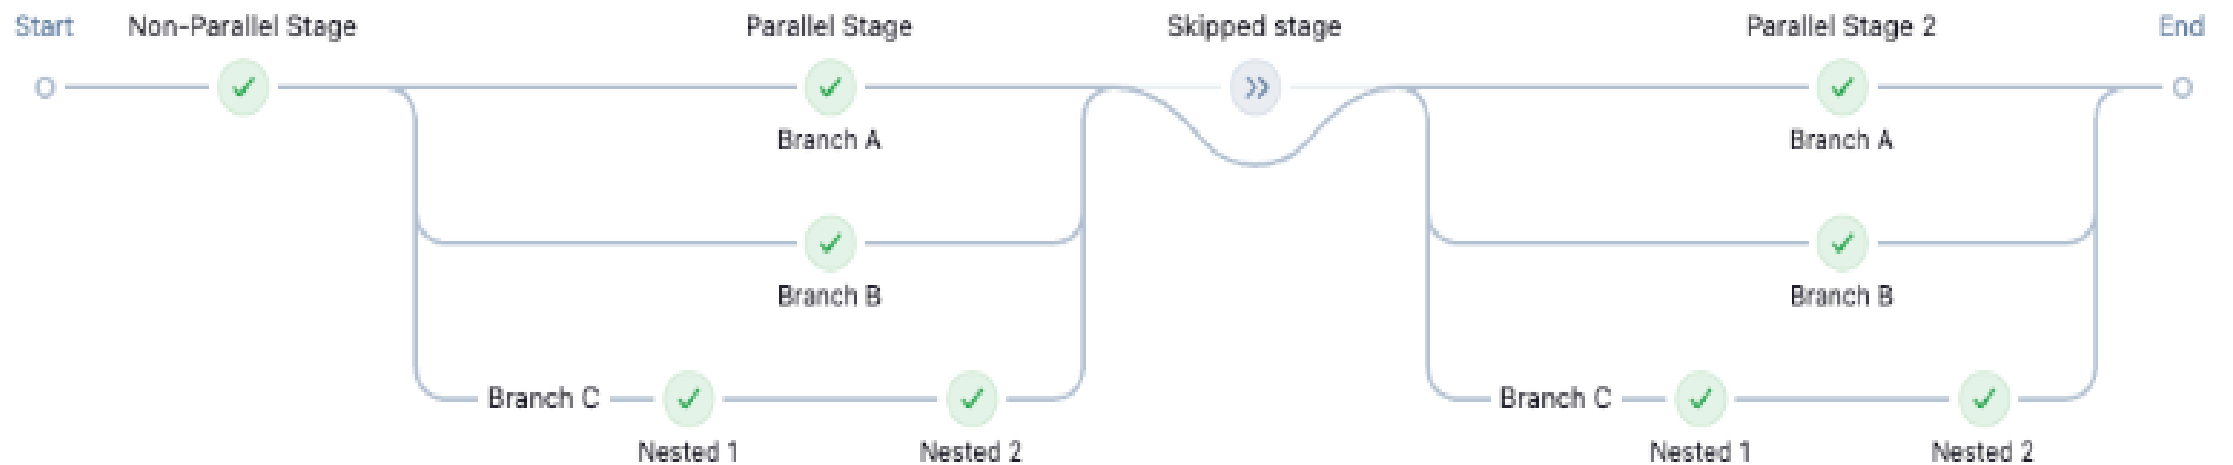 Start
Non-Parallel Stage
Parallel Stage
Skipped stage
Parallel Stage 2
End
Branch A
Branch A
Branch B
Branch B
Branch C
Branch C
Nested 1
Nested 2
Nested 1
Nested 2